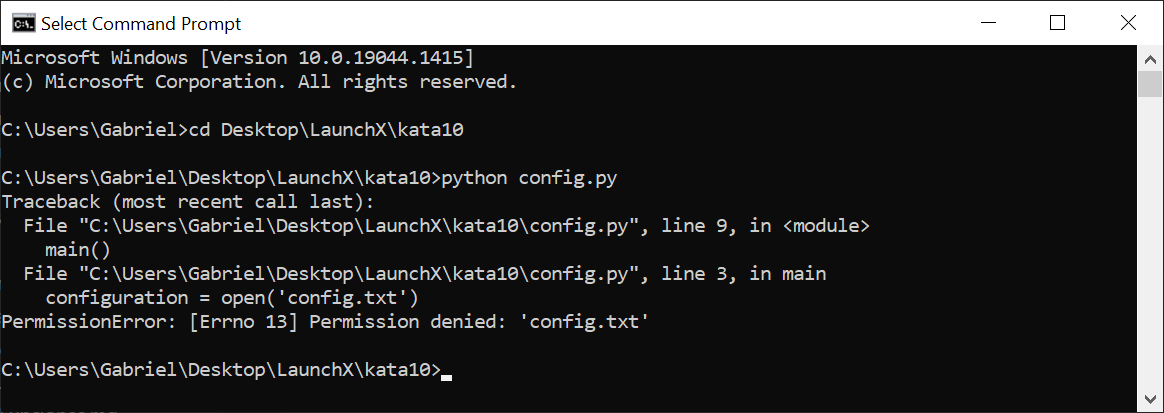 Select Command Prompt
Microsoft Windows [Version 10.0.19044.1415]
(c) Microsoft Corporation. All rights reserved.
C:\Users\Gabriel>cd Desktop\LaunchX\kata10
C:\Users\Gabriel\Desktop\LaunchX\kata10>python config.py
Traceback (most recent call last):
  File "C:\Users\Gabriel\Desktop\LaunchX\kata10\config.py", line 9, in <module>
    main()
  File "C:\Users\Gabriel\Desktop\LaunchX\kata10\config.py", line 3, in main
    configuration = open('config.txt')
PermissionError: [Errno 13] Permission denied: 'config.txt'
C:\Users\Gabriel\Desktop\LaunchX\kata10>